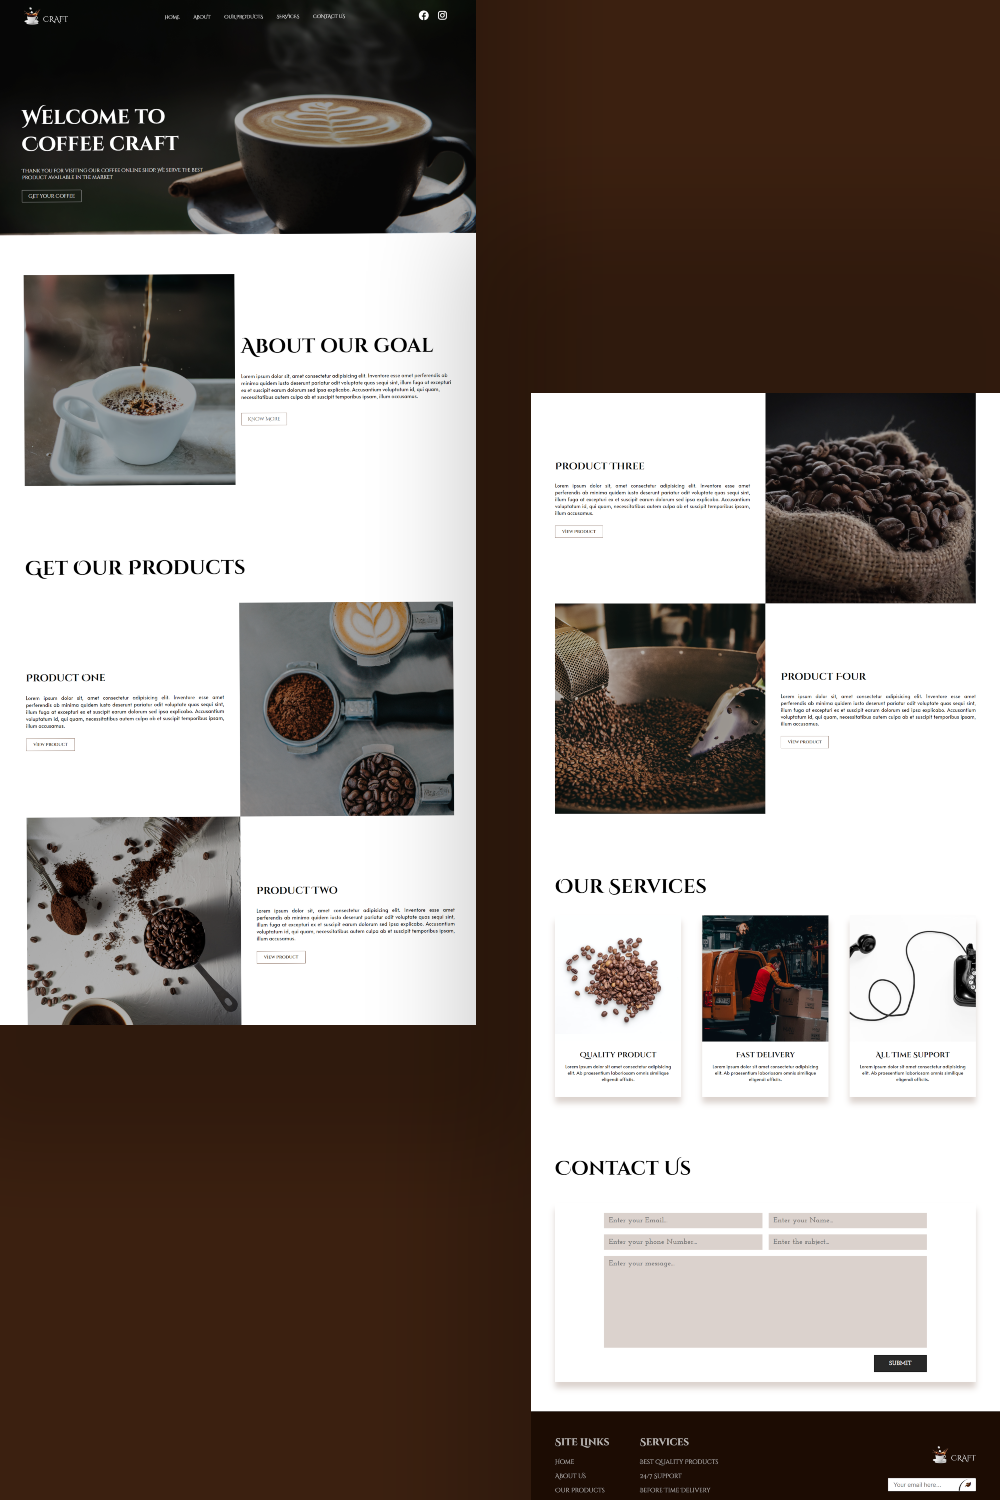 CRAFT
HOME ABOUT OUR PRODUCTS SERVICES CONTACT US
WELCOME TO
COFFEE CRAFT
THANK YOU FOR VISITING OUR COFFEE ONLINE SHOP, WE SERVE THE BEST
PRODUCT AVAILABLE IN THE MARKET
GET YOUR COFFEE
ABOUT OUR GOAL
Lorem ipsum dolor sit, amet consectetur adipisicing elit. Inventore esse amet perferendis ab
minima quidem iusto deserunt pariatur odit voluptate quas sequi sint, illum fuga at excepturi
ex et suscipit earum dolorum sed ipsa explicabo. Accusantium voluptatum id, qui quam,
necessitatibus autem culpa ab et suscipit temporibus ipsam, illum accusamus.
KNOW MORE
GET OUR PRODUCTS
PRODUCT ONE
Lorem ipsum dolor sit, amet consectetur adipisicing elit. Inventore esse amet
perferendis ab minima quidem iusto deserunt pariatur odit voluptate quas sequi sint,
illum fuga at excepturi ex et suscipit earum dolorum sed ipsa explicabo. Accusantium
voluptatum id, qui quam, necessitatibus autem culpa ab et suscipit temporibus ipsam,
illum accusamus.
VIEW PRODUCT
PRODUCT TWO
Lorem ipsum dolor sit, amet consectetur adipisicing elit. Inventore esse amet
perferendis ab minima quidem iusto deserunt pariatur odit voluptate quas sequi sint,
illum fuga at excepturi ex et suscipit earum dolorum sed ipsa explicabo. Accusantium
voluptatum id, qui quam, necessitatibus autem culpa ab et suscipit temporibus ipsam,
illum accusamus.
VIEW PRODUCT
PRODUCT THREE
Lorem ipsum dolor sit, amet consectetur adipisicing elit. Inventore esse amet
perferendis ab minima quidem iusto deserunt pariatur odit voluptate quas sequi sint,
illum fuga at excepturi ex et suscipit earum dolorum sed ipsa explicabo. Accusantium
voluptatum id, qui quam, necessitatibus autem culpa ab et suscipit temporibus ipsam,
illum accusamus.
VIEW PRODUCT
PRODUCT FOUR
Lorem ipsum dolor sit, amet consectetur adipisicing elit. Inventore esse amet
perferendis ab minima quidem iusto deserunt pariatur odit voluptate quas sequi sint,
illum fuga at excepturi ex et suscipit earum dolorum sed ipsa explicabo. Accusantium
voluptatum id, qui quam, necessitatibus autem culpa ab et suscipit temporibus ipsam,
illum accusamus.
VIEW PRODUCT
OUR SERVICES
QUALITY PRODUCT
Lorem ipsum dolor sit amet consectetur adipisicing
elit. Ab praesentium laboriosam omnis similique
eligendi officiis.
FAST DELIVERY
Lorem ipsum dolor sit amet consectetur adipisicing
elit. Ab praesentium laboriosam omnis similique
eligendi officiis.
ALL TIME SUPPORT
Lorem ipsum dolor sit amet consectetur adipisicing
elit. Ab praesentium laboriosam omnis similique
eligendi officiis.
CONTACT US
Enter your Email... Enter your Name...
Enter your phone Number... Enter the subject...
Enter your message...
SUBMIT
SITE LINKS
HOME
ABOUT US
OUR PRODUCTS
SERVICES
BEST QUALITY PRODUCTS
24/7 SUPPORT
BEFORE TIME DELIVERY
CRAFT
Your email here...